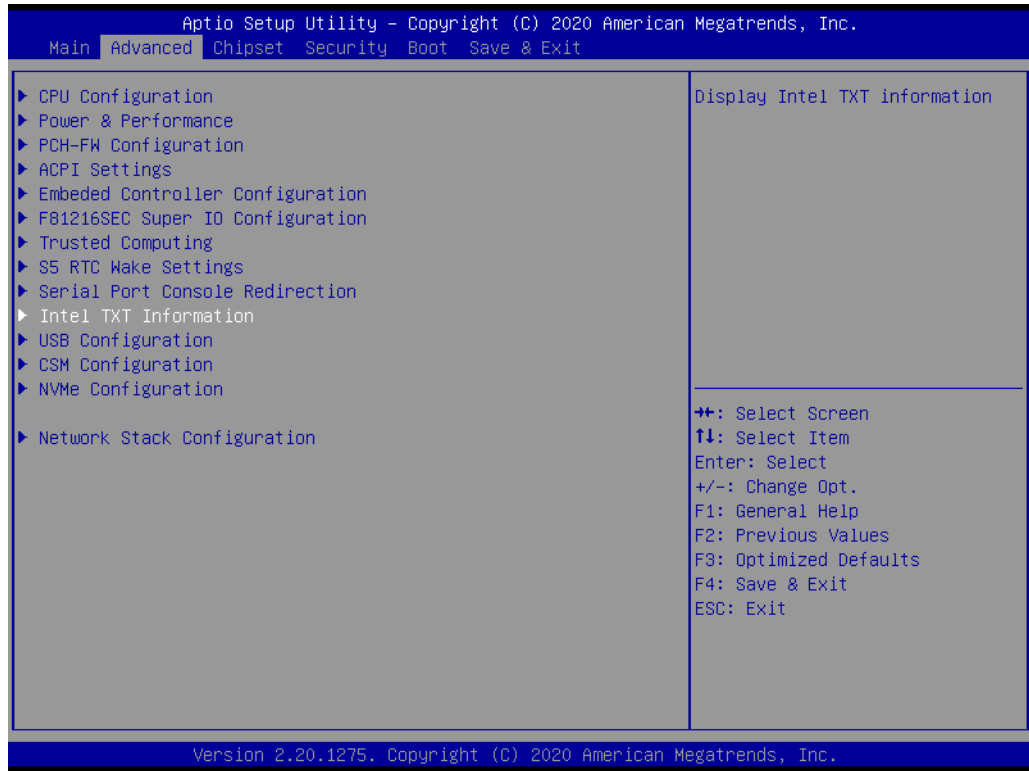 Aptio Setup Utility – Copyright (C) 2020 American Megatrends, Inc.
Main Advanced Chipset Security Boot Save & Exit
▶ CPU Configuration
▶ Power & Performance
▶ PCH-FW Configuration
▶ ACPI Settings
▶ Embeded Controller Configuration
▶ F81216SEC Super IO Configuration
▶ Trusted Computing
▶ S5 RTC Wake Settings
▶ Serial Port Console Redirection
▶ Intel TXT Information
▶ USB Configuration
▶ CSM Configuration
▶ NVMe Configuration
▶ Network Stack Configuration
Display Intel TXT information
→←: Select Screen
↑↓: Select Item
Enter: Select
+/-: Change Opt.
F1: General Help
F2: Previous Values
F3: Optimized Defaults
F4: Save & Exit
ESC: Exit
Version 2.20.1275. Copyright (C) 2020 American Megatrends, Inc.